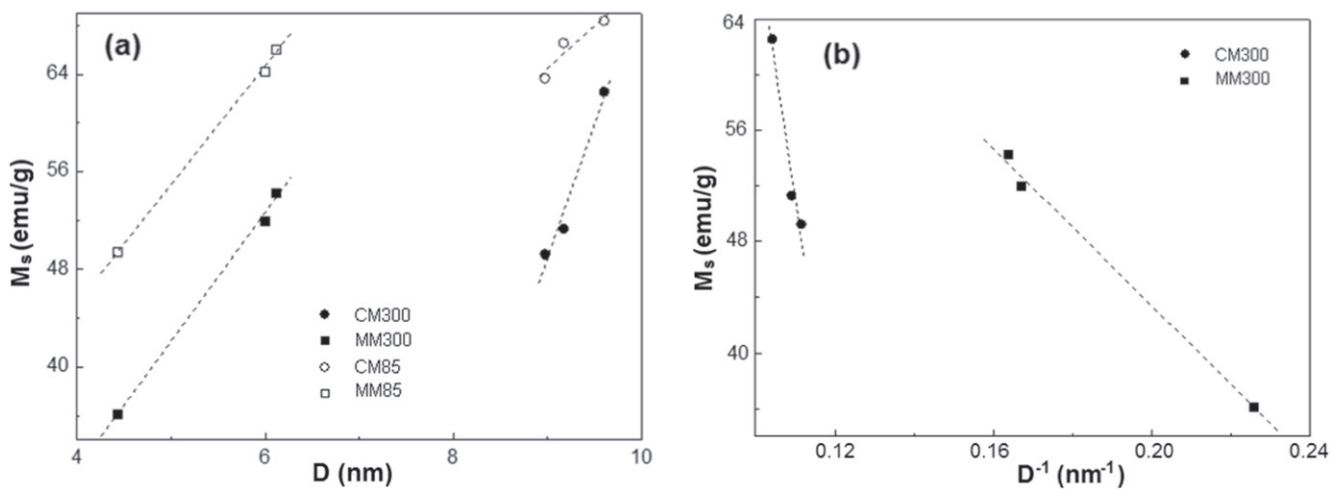 (a)
64
56
48
40
Ms (emu/g)
CM300
MM300
CM85
MM85
4 6 8 10
D (nm)
(b)
64
56
48
40
Ms (emu/g)
CM300
MM300
0.12 0.16 0.20 0.24
D-1 (nm-1)